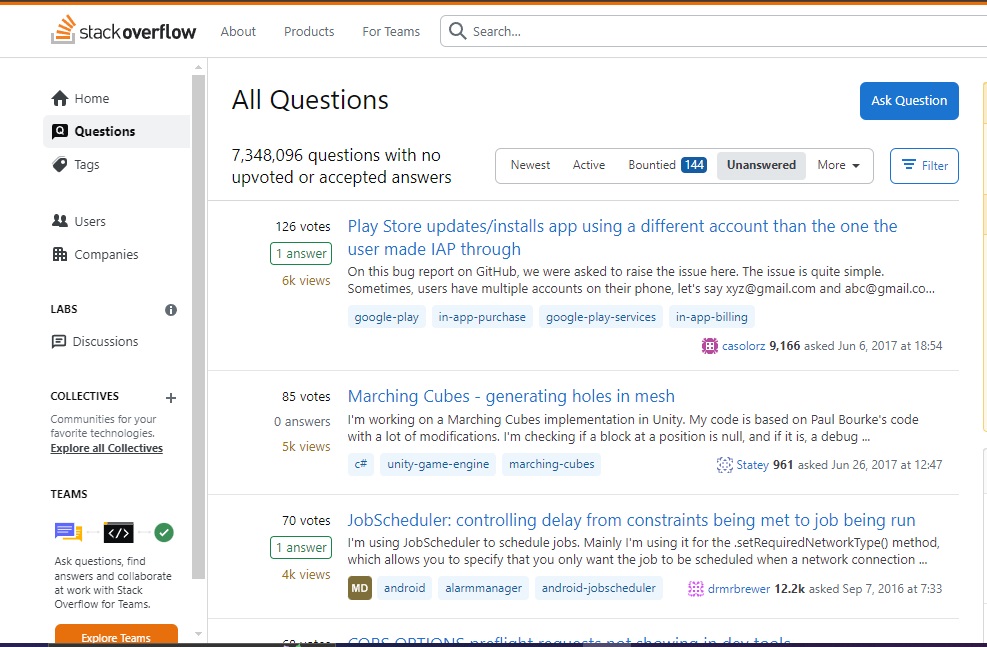 stackoverflow About Products For Teams Search...
Home
Questions
Tags
Users
Companies
LABS
Discussions
COLLECTIVES
Communities for your
favorite technologies.
Explore all Collectives
TEAMS
</>
Ask questions, find
answers and collaborate
at work with Stack
Overflow for Teams.
Explore Teams
All Questions
Ask Question
7,348,096 questions with no
upvoted or accepted answers
Newest Active Bountied 144 Unanswered More
Filter
126 votes
1 answer
6k views
Play Store updates/installs app using a different account than the one the
user made IAP through
On this bug report on GitHub, we were asked to raise the issue here. The issue is quite simple.
Sometimes, users have multiple accounts on their phone, let's say xyz@gmail.com and abc@gmail.co...
google-play in-app-purchase google-play-services in-app-billing
casolorz 9,166 asked Jun 6, 2017 at 18:54
85 votes
0 answers
5k views
Marching Cubes - generating holes in mesh
I'm working on a Marching Cubes implementation in Unity. My code is based on Paul Bourke's code
with a lot of modifications. I'm checking if a block at a position is null, and if it is, a debug ...
c# unity-game-engine marching-cubes
Statey 961 asked Jun 26, 2017 at 12:47
70 votes
1 answer
4k views
JobScheduler: controlling delay from constraints being met to job being run
I'm using JobScheduler to schedule jobs. Mainly I'm using it for the .setRequiredNetworkType() method,
which allows you to specify that you only want the job to be scheduled when a network connection ...
MD android alarmmanager android-jobscheduler
drmrbrewer 12.2k asked Sep 7, 2016 at 7:33
votes
CORS OPTIONS preflight requests not showing in dev tools